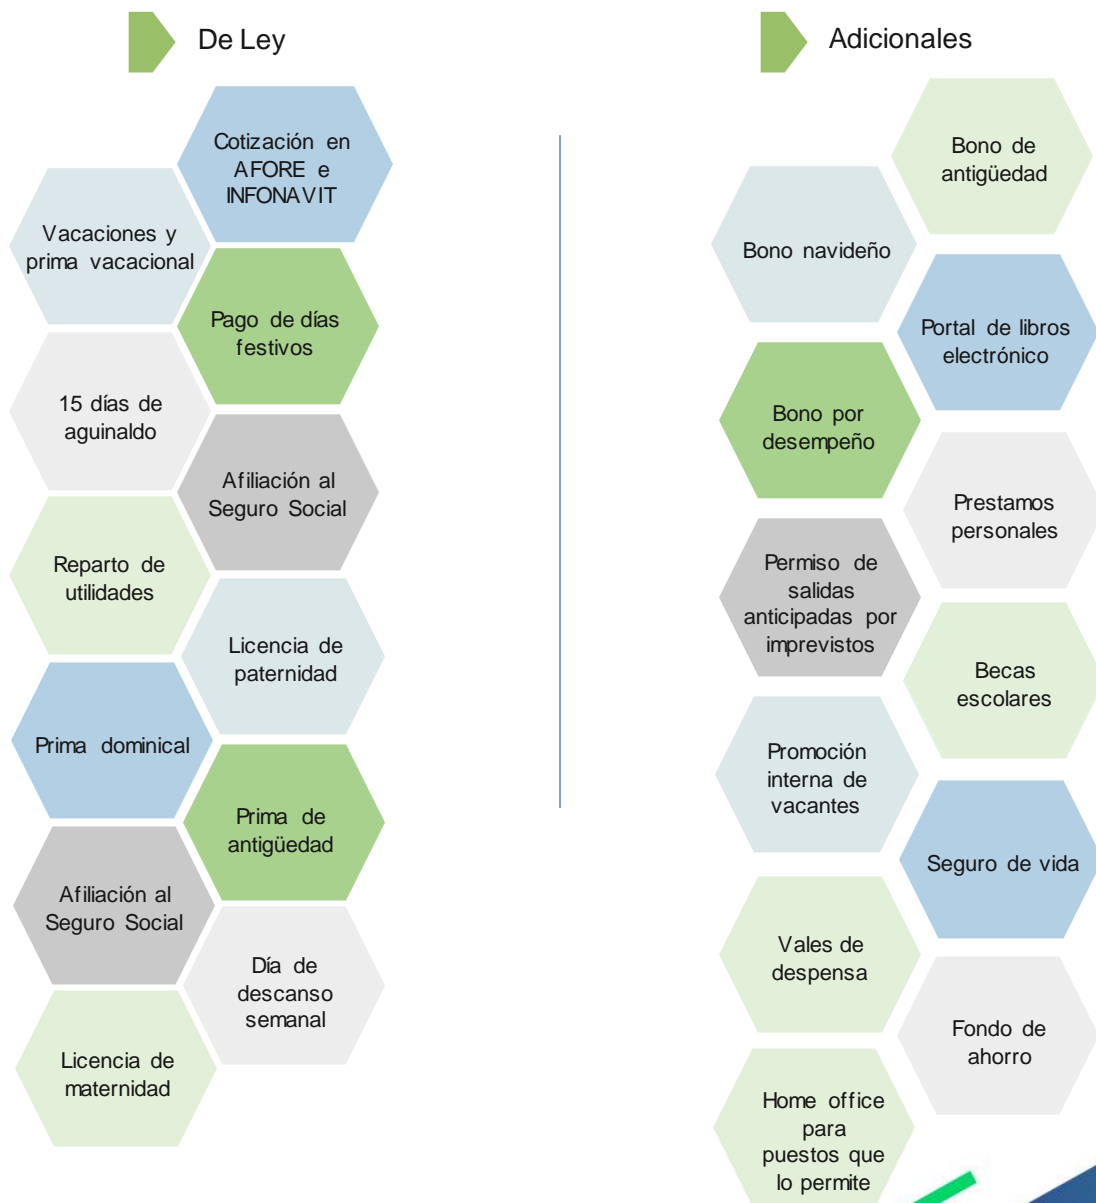 De Ley
Cotización en
AFORE e
INFONAVIT
Vacaciones y
prima vacacional
Pago de días
festivos
15 días de
aguinaldo
Afiliación al
Seguro Social
Reparto de
utilidades
Licencia de
paternidad
Prima dominical
Prima de
antigüedad
Afiliación al
Seguro Social
Día de
descanso
semanal
Licencia de
maternidad
Adicionales
Bono de
antigüedad
Bono navideño
Portal de libros
electrónico
Bono por
desempeño
Prestamos
personales
Permiso de
salidas
anticipadas por
imprevistos
Becas
escolares
Promoción
interna de
vacantes
Seguro de vida
Vales de
despensa
Fondo de
ahorro
Home office
para
puestos que
lo permite